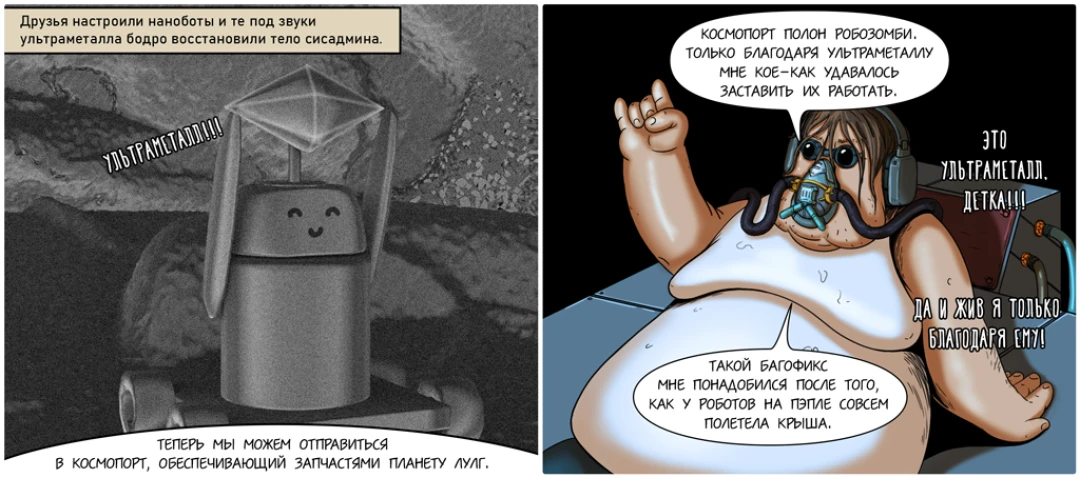 Друзья настроили наноботы и те под звуки
ультраметалла бодро восстановили тело сисадмина.
УЛЬТРАМЕТАЛЛ!!!
ТЕПЕРЬ МЫ МОЖЕМ ОТПРАВИТЬСЯ
В КОСМОПОРТ, ОБЕСПЕЧИВАЮЩИЙ ЗАПЧАСТЯМИ ПЛАНЕТУ ЛУЛГ.
КОСМОПОРТ ПОЛОН РОБОЗОМБИ.
ТОЛЬКО БЛАГОДАРЯ УЛЬТРАМЕТАЛЛУ
МНЕ КОЕ-КАК УДАВАЛОСЬ
ЗАСТАВИТЬ ИХ РАБОТАТЬ.
ЭТО
УЛЬТРАМЕТАЛЛ,
ДЕТКА!!!
ДА И ЖИВ Я ТОЛЬКО
БЛАГОДАРЯ ЕМУ!
ТАКОЙ БАГОФИКС
МНЕ ПОНАДОБИЛСЯ ПОСЛЕ ТОГО,
КАК У РОБОТОВ НА ПЭПЛЕ СОВСЕМ
ПОЛЕТЕЛА КРЫША.